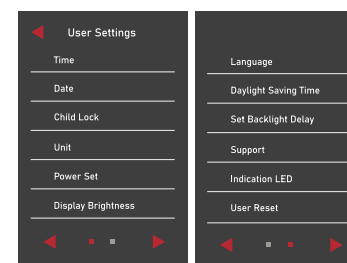 User Settings
Time
Date
Child Lock
Unit
Power Set
Display Brightness
Language
Daylight Saving Time
Set Backlight Delay
Support
Indication LED
User Reset